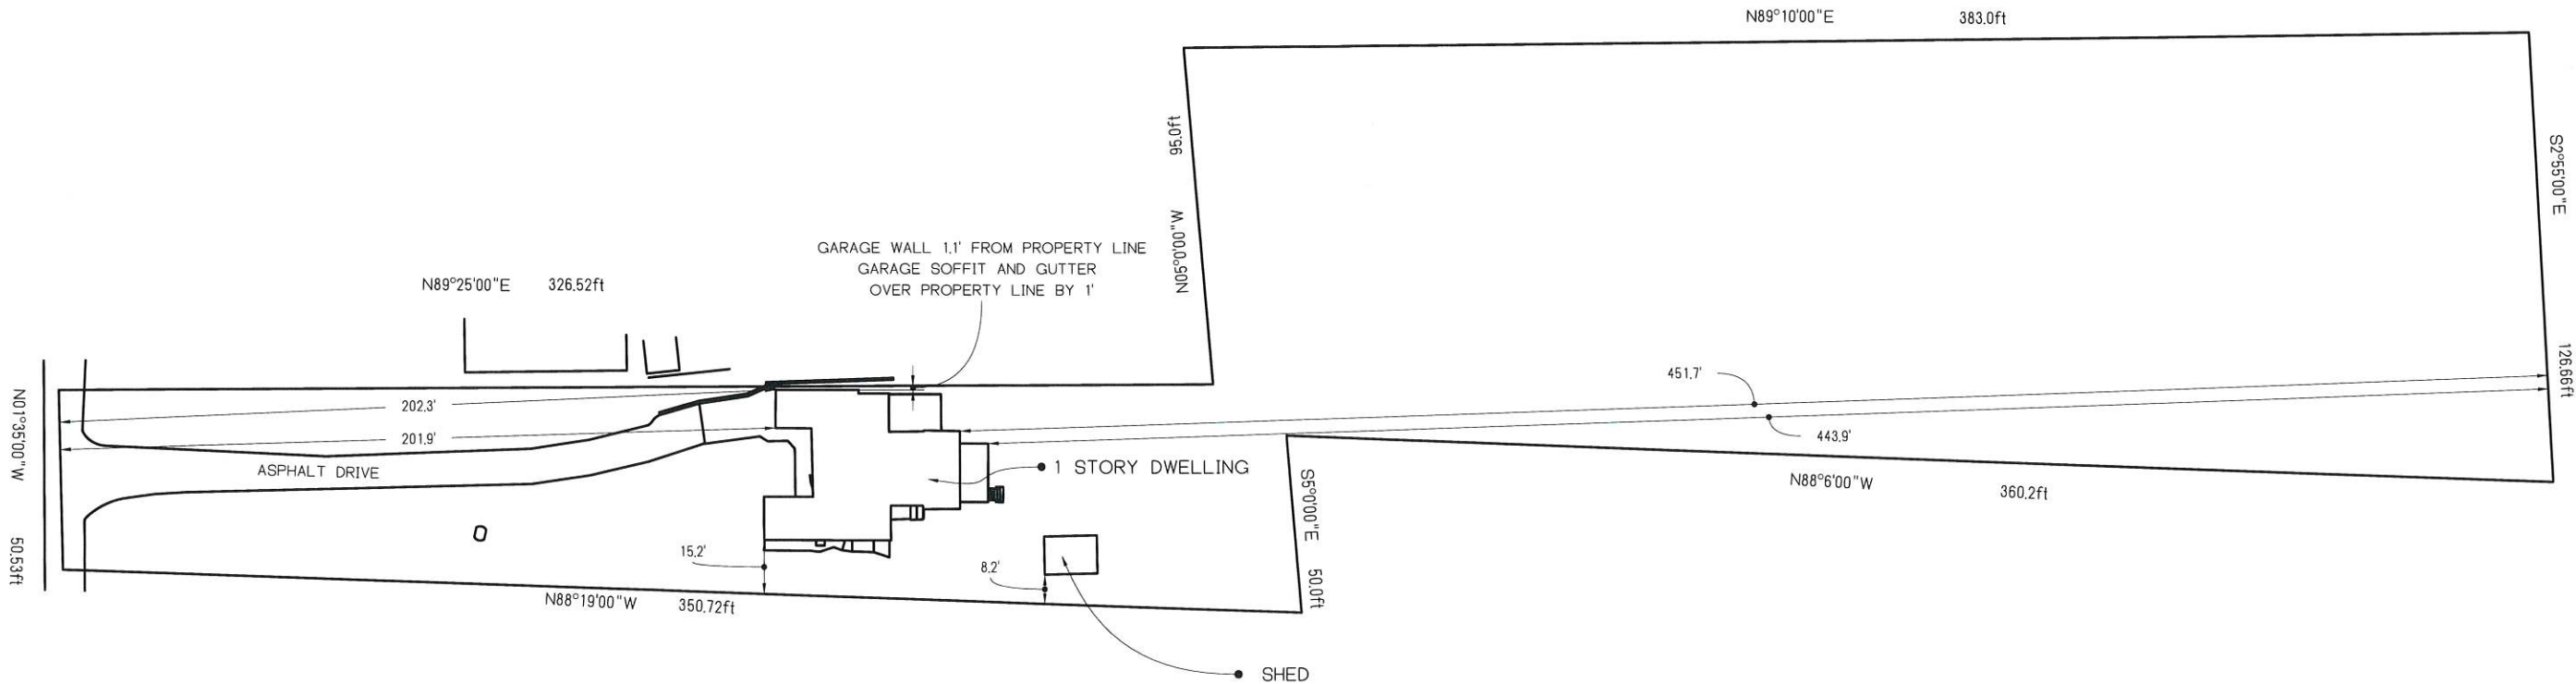 N89°10'00"E 383.0ft
95.0ft
N05°0'00"W
S2°55'00"E
126.66ft
GARAGE WALL 1.1' FROM PROPERTY LINE
GARAGE SOFFIT AND GUTTER
OVER PROPERTY LINE BY 1'
N89°25'00"E 326.52ft
451.7'
202.3'
N01°35'00"W 50.53ft
201.9'
443.9'
ASPHALT DRIVE
1 STORY DWELLING
N88°6'00"W 360.2ft
S5°0'00"E 50.0ft
15.2'
8.2'
N88°19'00"W 350.72ft
SHED